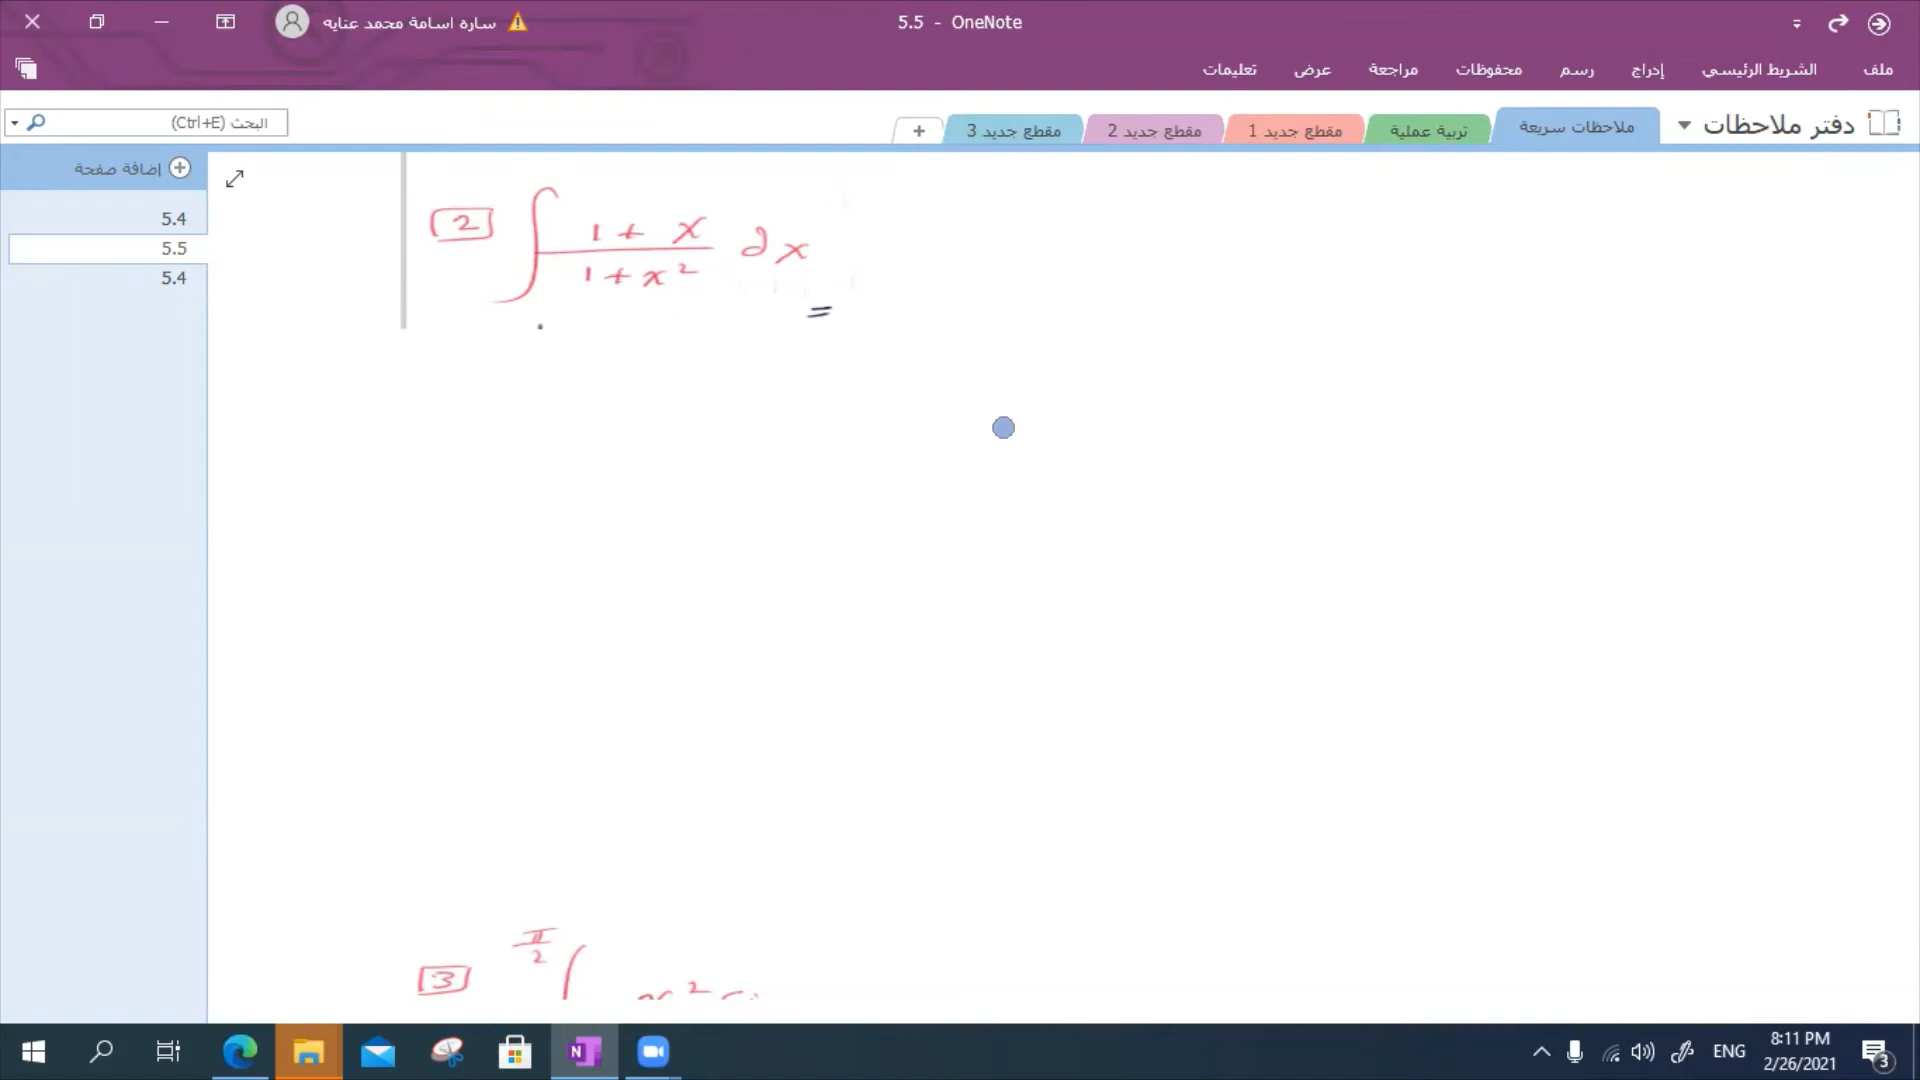 ساره اسامة محمد عنايه
5.5 - OneNote
ملف الشريط الرئيسي إدراج رسم محفوظات مراجعة عرض تعليمات
دفتر ملاحظات ملاحظات سريعة تربية عملية مقطع جديد 1 مقطع جديد 2 مقطع جديد 3 +
البحث (Ctrl+E)
إضافة صفحة
5.4
5.5
5.4
[2] ∫ (1 + x)/(1 + x²) dx
=
[3] π/2 ∫
ENG
8:11 PM
2/26/2021
3